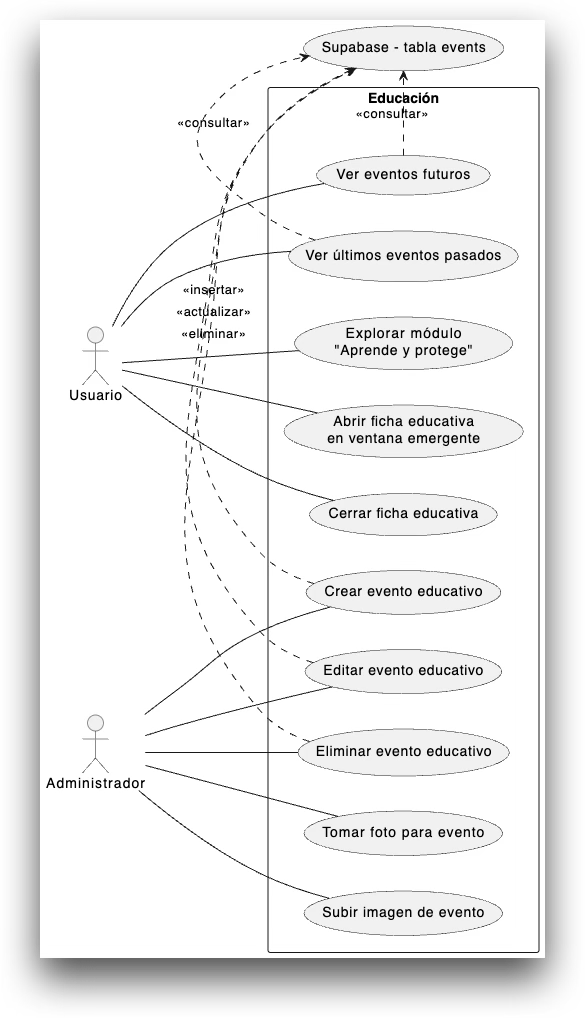 Supabase - tabla events
Educación
«consultar»
«consultar»
Ver eventos futuros
Ver últimos eventos pasados
«insertar»
«actualizar»
«eliminar»
Explorar módulo
"Aprende y protege"
Usuario
Abrir ficha educativa
en ventana emergente
Cerrar ficha educativa
Crear evento educativo
Editar evento educativo
Eliminar evento educativo
Administrador
Tomar foto para evento
Subir imagen de evento